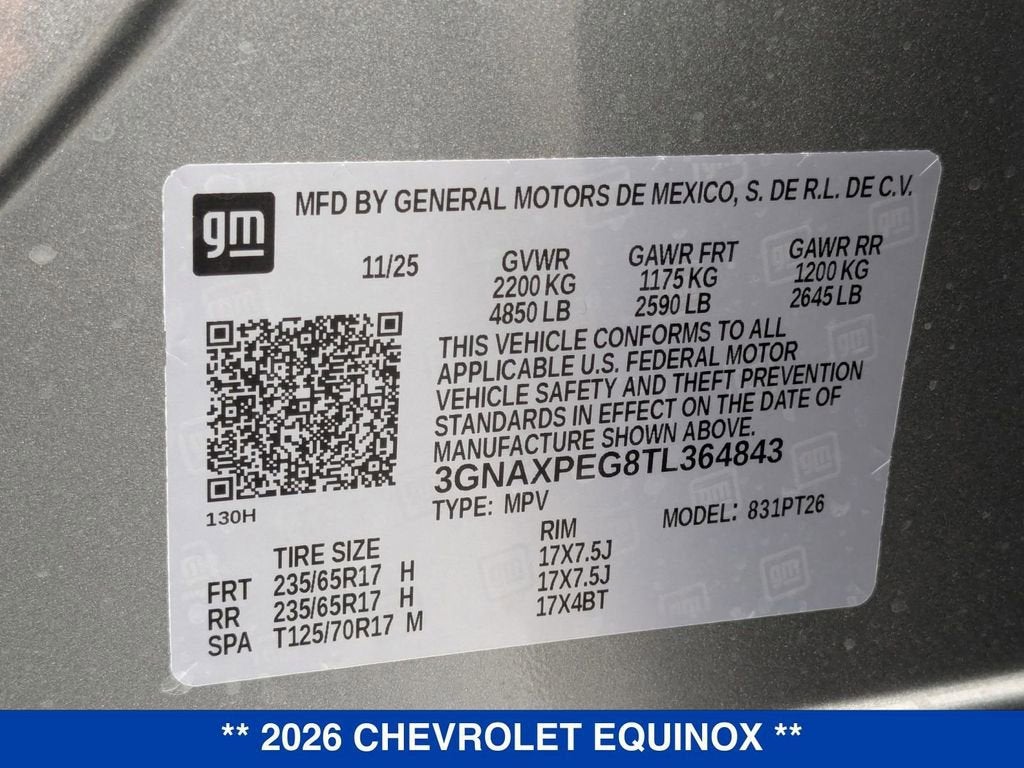 gm
MFD BY GENERAL MOTORS DE MEXICO, S. DE R.L. DE C.V.
11/25
GVWR
2200 KG
4850 LB
GAWR FRT
1175 KG
2590 LB
GAWR RR
1200 KG
2645 LB
THIS VEHICLE CONFORMS TO ALL
APPLICABLE U.S. FEDERAL MOTOR
VEHICLE SAFETY AND THEFT PREVENTION
STANDARDS IN EFFECT ON THE DATE OF
MANUFACTURE SHOWN ABOVE.
3GNAXPEG8TL364843
130H
TYPE: MPV
MODEL: 831PT26
TIRE SIZE RIM
FRT 235/65R17 H 17X7.5J
RR 235/65R17 H 17X7.5J
SPA T125/70R17 M 17X4BT
** 2026 CHEVROLET EQUINOX **